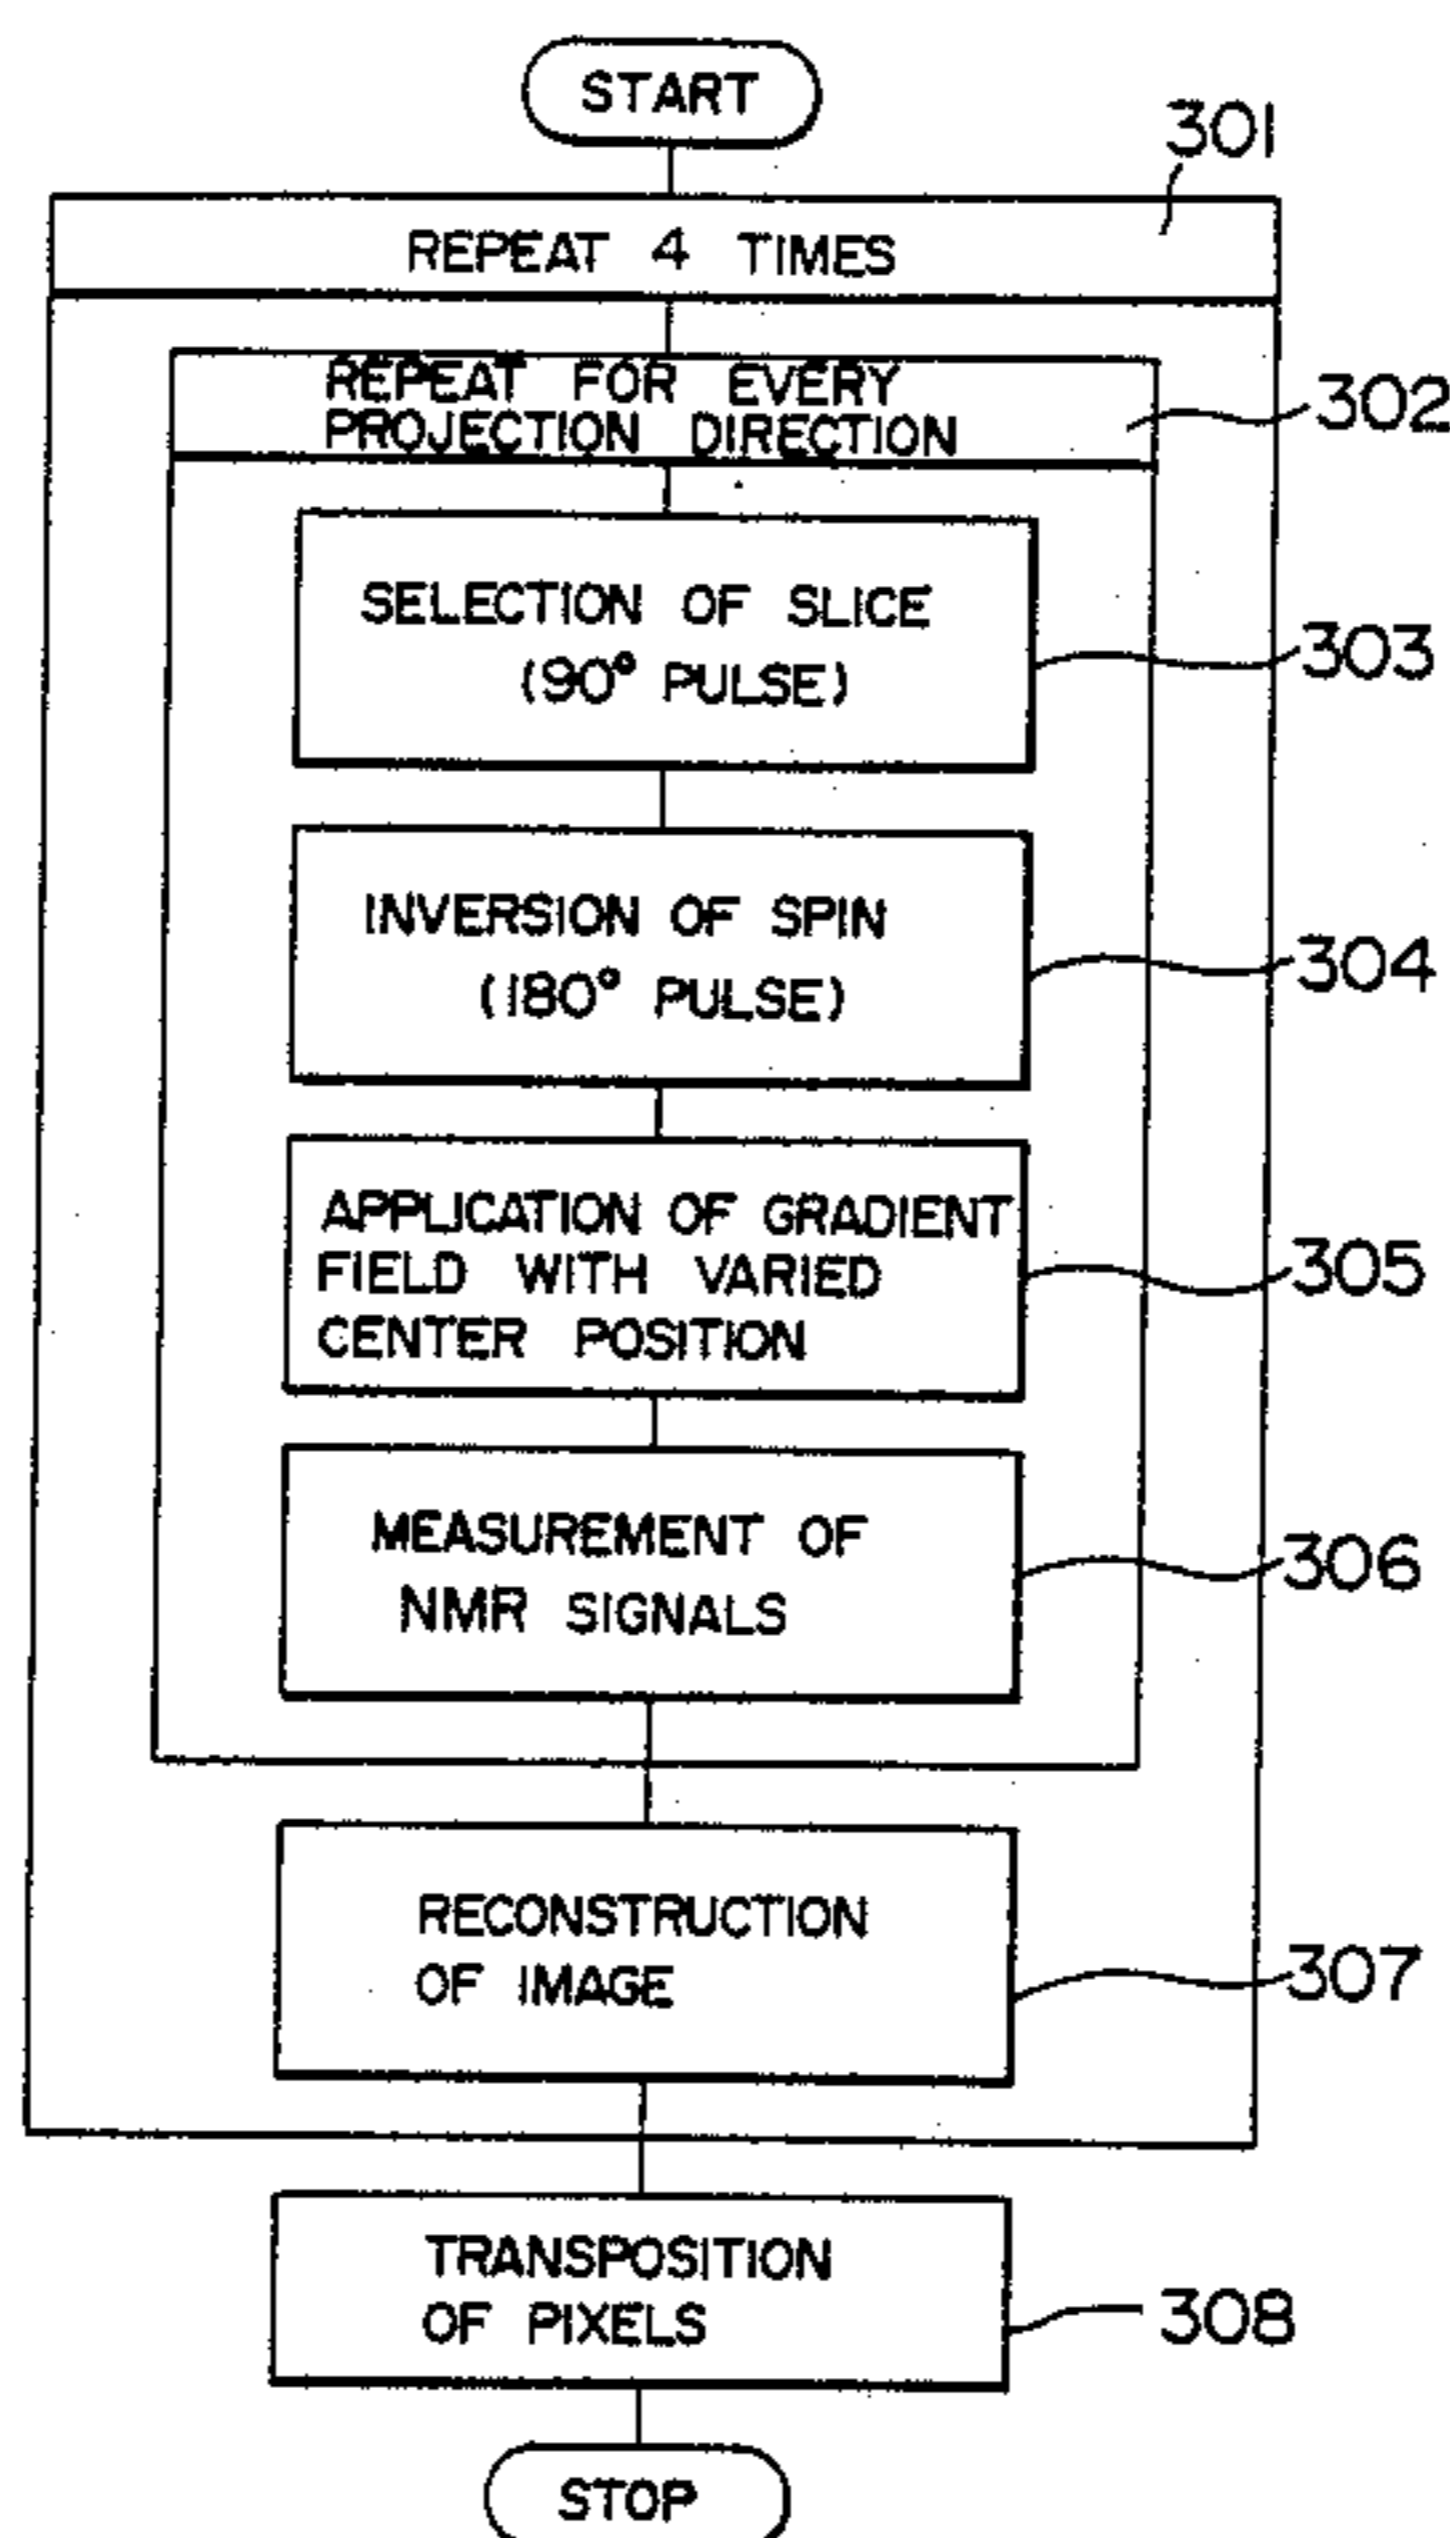 START
301
REPEAT 4 TIMES
REPEAT FOR EVERY
PROJECTION DIRECTION
302
SELECTION OF SLICE
(90° PULSE)
303
INVERSION OF SPIN
(180° PULSE)
304
APPLICATION OF GRADIENT
FIELD WITH VARIED
CENTER POSITION
305
MEASUREMENT OF
NMR SIGNALS
306
RECONSTRUCTION
OF IMAGE
307
TRANSPOSITION
OF PIXELS
308
STOP